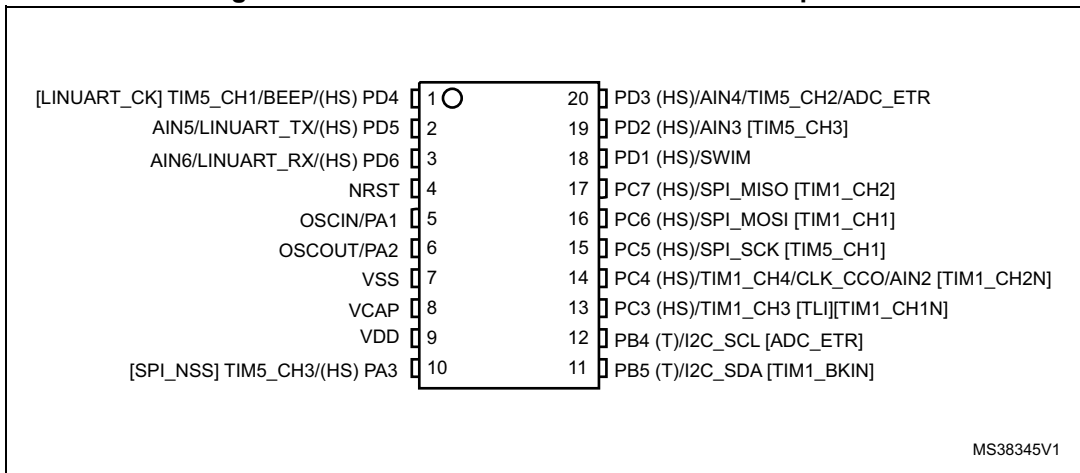 [LINUART_CK] TIM5_CH1/BEEP/(HS) PD4 1 20 PD3 (HS)/AIN4/TIM5_CH2/ADC_ETR
AIN5/LINUART_TX/(HS) PD5 2 19 PD2 (HS)/AIN3 [TIM5_CH3]
AIN6/LINUART_RX/(HS) PD6 3 18 PD1 (HS)/SWIM
NRST 4 17 PC7 (HS)/SPI_MISO [TIM1_CH2]
OSCIN/PA1 5 16 PC6 (HS)/SPI_MOSI [TIM1_CH1]
OSCOUT/PA2 6 15 PC5 (HS)/SPI_SCK [TIM5_CH1]
VSS 7 14 PC4 (HS)/TIM1_CH4/CLK_CCO/AIN2 [TIM1_CH2N]
VCAP 8 13 PC3 (HS)/TIM1_CH3 [TLI][TIM1_CH1N]
VDD 9 12 PB4 (T)/I2C_SCL [ADC_ETR]
[SPI_NSS] TIM5_CH3/(HS) PA3 10 11 PB5 (T)/I2C_SDA [TIM1_BKIN]
MS38345V1